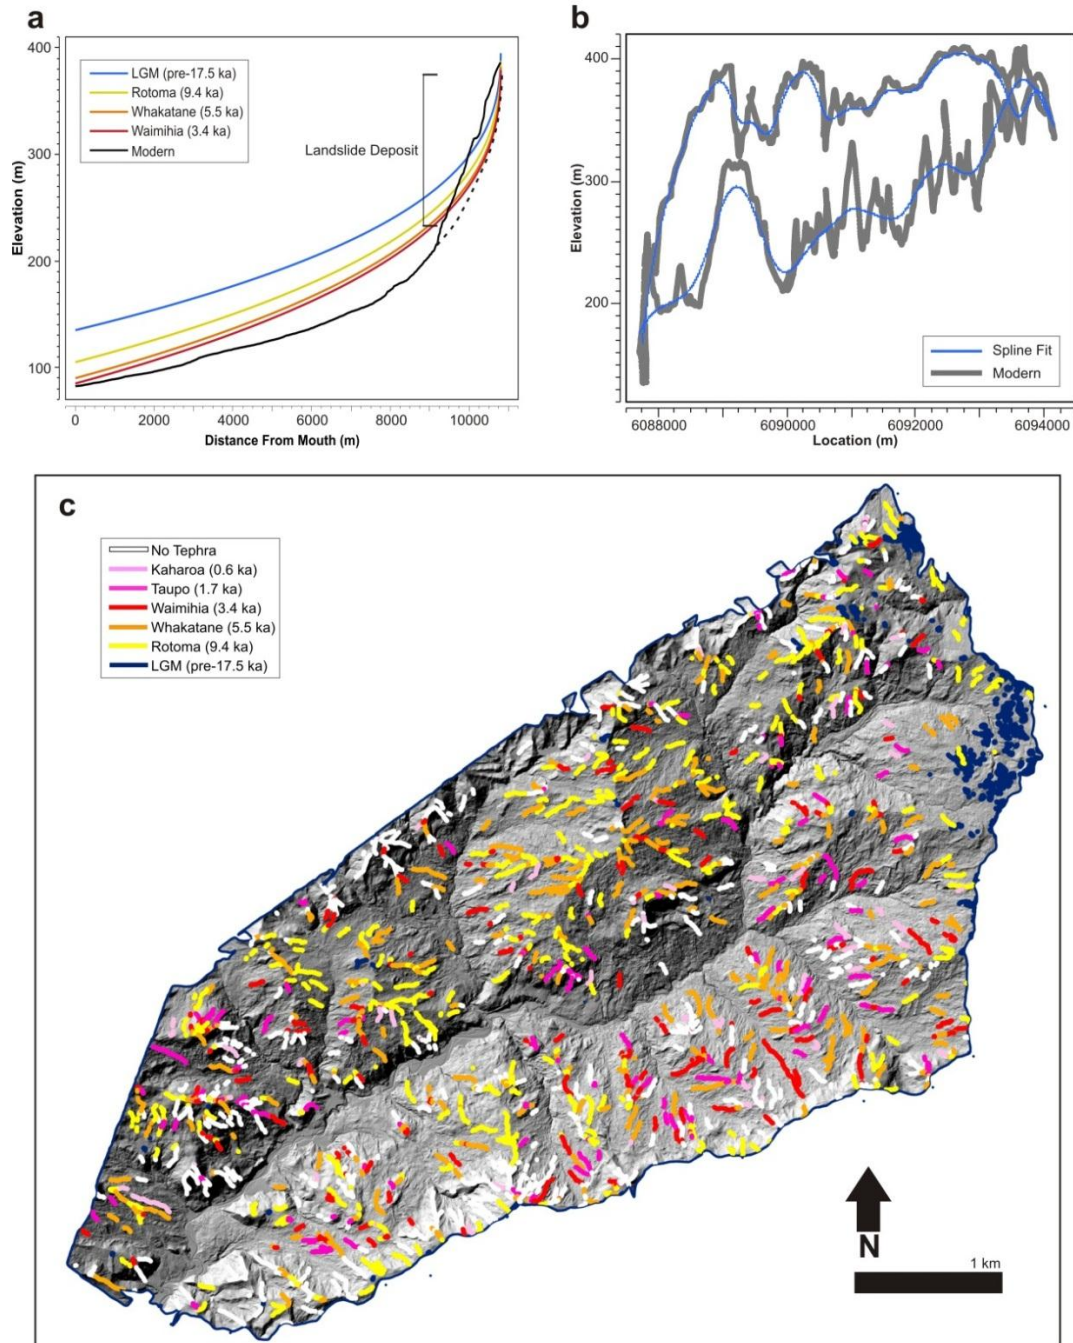 a
400
300
200
100
Elevation (m)
LGM (pre-17.5 ka)
Rotoma (9.4 ka)
Whakatane (5.5 ka)
Waimihia (3.4 ka)
Modern
Landslide Deposit
0 2000 4000 6000 8000 10000
Distance From Mouth (m)
b
400
300
200
Elevation (m)
Spline Fit
Modern
6088000 6090000 6092000 6094000
Location (m)
c
No Tephra
Kaharoa (0.6 ka)
Taupo (1.7 ka)
Waimihia (3.4 ka)
Whakatane (5.5 ka)
Rotoma (9.4 ka)
LGM (pre-17.5 ka)
N
1 km